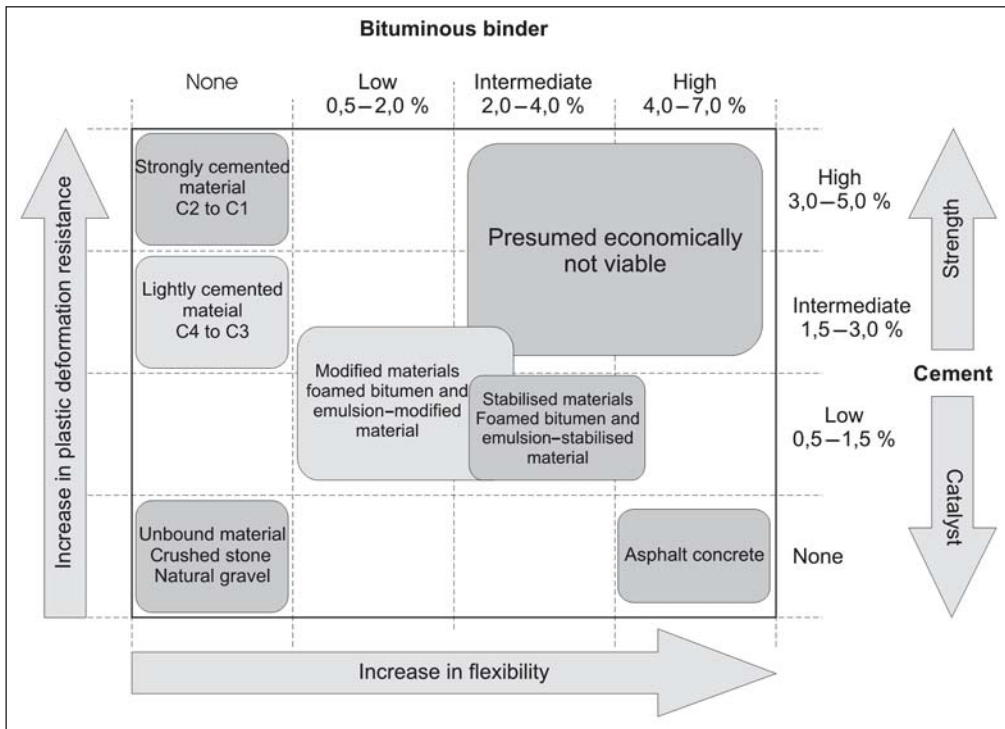 Bituminous binder
None
Low
0,5–2,0 %
Intermediate
2,0–4,0 %
High
4,0–7,0 %
Increase in plastic deformation resistance
Strongly cemented
material
C2 to C1
Presumed economically
not viable
High
3,0–5,0 %
Strength
Lightly cemented
mateial
C4 to C3
Intermediate
1,5–3,0 %
Modified materials
foamed bitumen and
emulsion–modified
material
Stabilised materials
Foamed bitumen and
emulsion–stabilised
material
Cement
Low
0,5–1,5 %
Catalyst
Unbound material
Crushed stone
Natural gravel
Asphalt concrete
None
Increase in flexibility